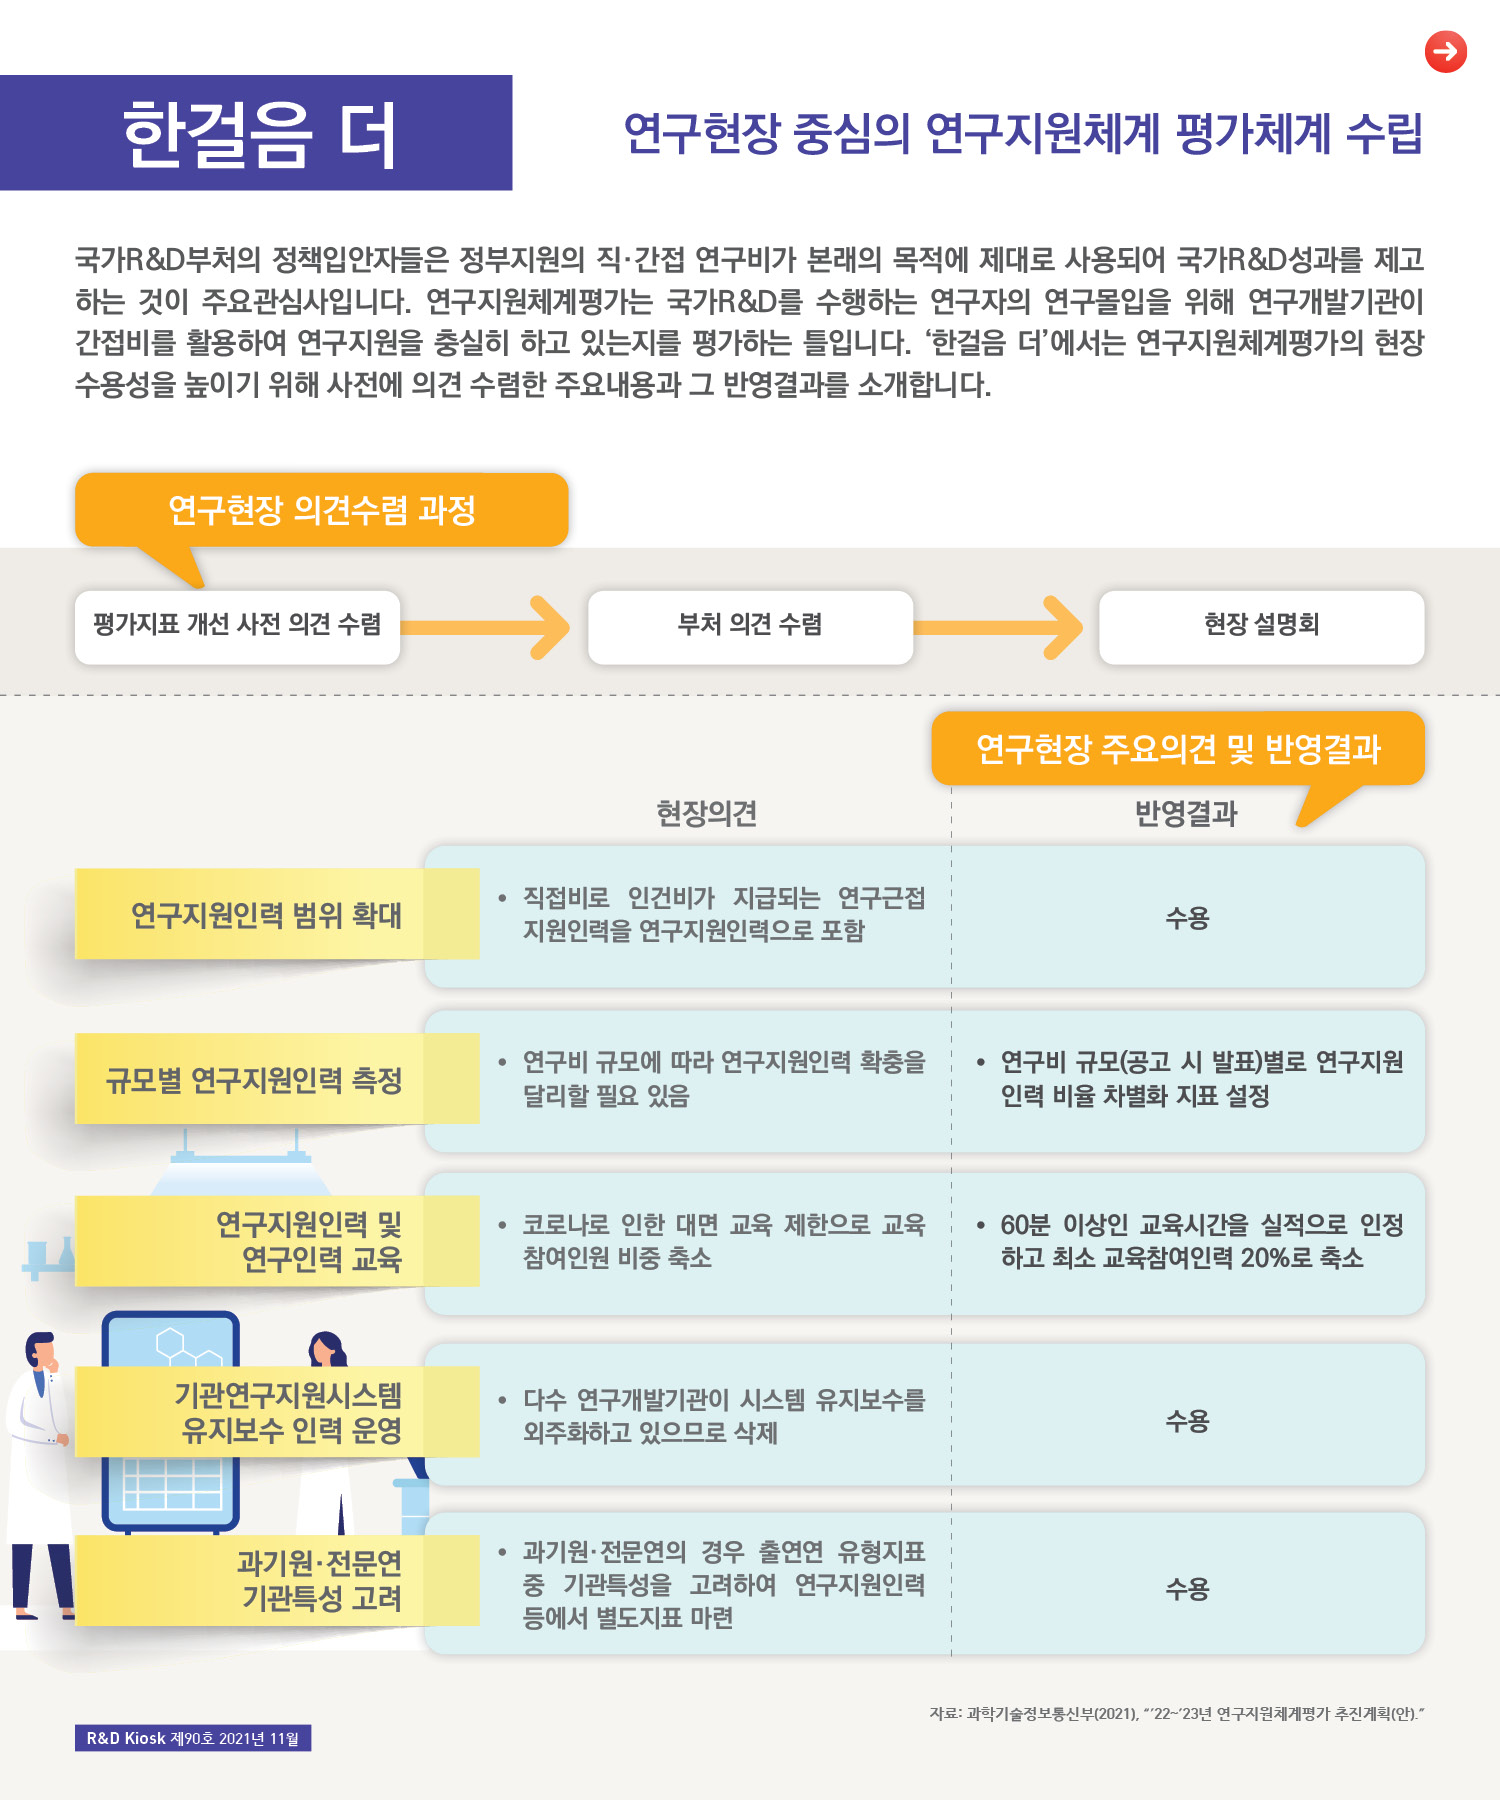 한걸음 더
연구현장 중심의 연구지원체계 평가체계 수립
국가R&D부처의 정책입안자들은 정부지원의 직·간접 연구비가 본래의 목적에 제대로 사용되어 국가R&D성과를 제고
하는 것이 주요관심사입니다. 연구지원체계평가는 국가R&D를 수행하는 연구자의 연구몰입을 위해 연구개발기관이
간접비를 활용하여 연구지원을 충실히 하고 있는지를 평가하는 틀입니다. ‘한걸음 더’에서는 연구지원체계평가의 현장
수용성을 높이기 위해 사전에 의견 수렴한 주요내용과 그 반영결과를 소개합니다.
연구현장 의견수렴 과정
평가지표 개선 사전 의견 수렴
부처 의견 수렴
현장 설명회
연구현장 주요의견 및 반영결과
현장의견
반영결과
연구지원인력 범위 확대
• 직접비로 인건비가 지급되는 연구근접
지원인력을 연구지원인력으로 포함
수용
규모별 연구지원인력 측정
• 연구비 규모에 따라 연구지원인력 확충을
달리할 필요 있음
• 연구비 규모(공고 시 발표)별로 연구지원
인력 비율 차별화 지표 설정
연구지원인력 및
연구인력 교육
• 코로나로 인한 대면 교육 제한으로 교육
참여인원 비중 축소
• 60분 이상인 교육시간을 실적으로 인정
하고 최소 교육참여인력 20%로 축소
기관연구지원시스템
유지보수 인력 운영
• 다수 연구개발기관이 시스템 유지보수를
외주화하고 있으므로 삭제
수용
과기원·전문연
기관특성 고려
• 과기원·전문연의 경우 출연연 유형지표
중 기관특성을 고려하여 연구지원인력
등에서 별도지표 마련
수용
자료: 과학기술정보통신부(2021), “’22~’23년 연구지원체계평가 추진계획(안).”
R&D Kiosk 제90호 2021년 11월